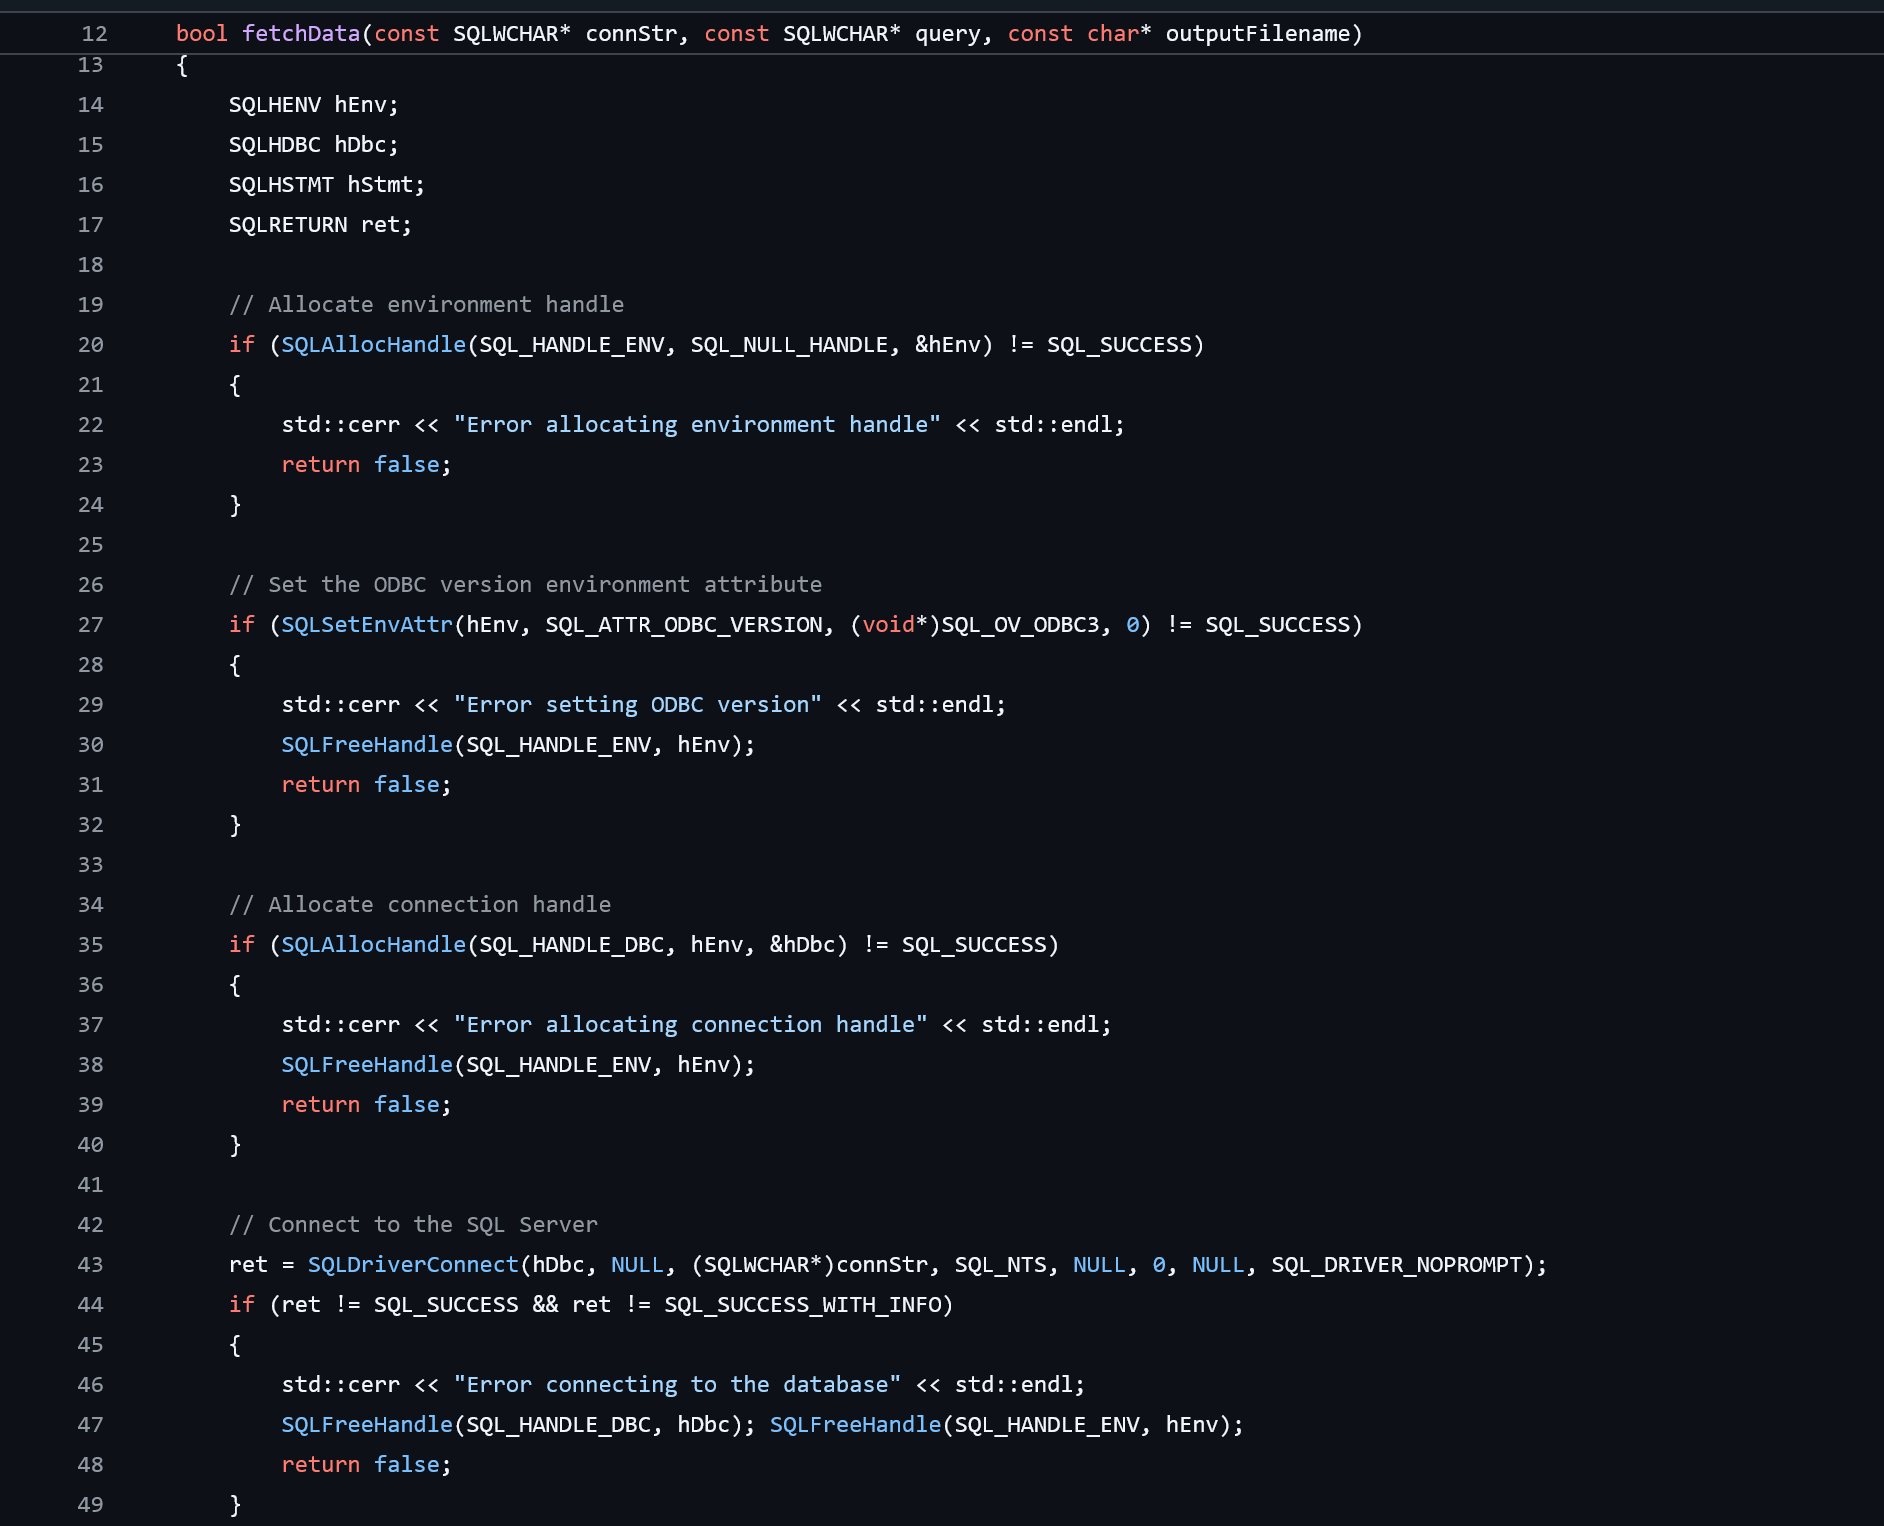 12 bool fetchData(const SQLWCHAR* connStr, const SQLWCHAR* query, const char* outputFilename)
13 {
14 SQLHENV hEnv;
15 SQLHDBC hDbc;
16 SQLHSTMT hStmt;
17 SQLRETURN ret;
18
19 // Allocate environment handle
20 if (SQLAllocHandle(SQL_HANDLE_ENV, SQL_NULL_HANDLE, &hEnv) != SQL_SUCCESS)
21 {
22 std::cerr << "Error allocating environment handle" << std::endl;
23 return false;
24 }
25
26 // Set the ODBC version environment attribute
27 if (SQLSetEnvAttr(hEnv, SQL_ATTR_ODBC_VERSION, (void*)SQL_OV_ODBC3, 0) != SQL_SUCCESS)
28 {
29 std::cerr << "Error setting ODBC version" << std::endl;
30 SQLFreeHandle(SQL_HANDLE_ENV, hEnv);
31 return false;
32 }
33
34 // Allocate connection handle
35 if (SQLAllocHandle(SQL_HANDLE_DBC, hEnv, &hDbc) != SQL_SUCCESS)
36 {
37 std::cerr << "Error allocating connection handle" << std::endl;
38 SQLFreeHandle(SQL_HANDLE_ENV, hEnv);
39 return false;
40 }
41
42 // Connect to the SQL Server
43 ret = SQLDriverConnect(hDbc, NULL, (SQLWCHAR*)connStr, SQL_NTS, NULL, 0, NULL, SQL_DRIVER_NOPROMPT);
44 if (ret != SQL_SUCCESS && ret != SQL_SUCCESS_WITH_INFO)
45 {
46 std::cerr << "Error connecting to the database" << std::endl;
47 SQLFreeHandle(SQL_HANDLE_DBC, hDbc); SQLFreeHandle(SQL_HANDLE_ENV, hEnv);
48 return false;
49 }